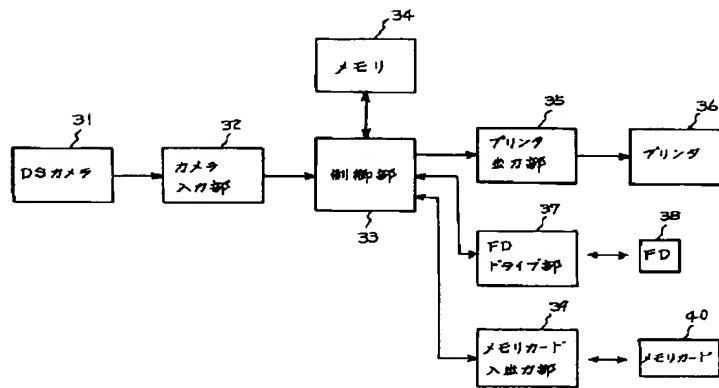 34
メモリ
31
DSカメラ
32
カメラ
入力部
制御部
33
35
プリンタ
出力部
36
プリンタ
37
FD
ドライブ部
38
FD
39
メモリカード
入出力部
40
メモリカード